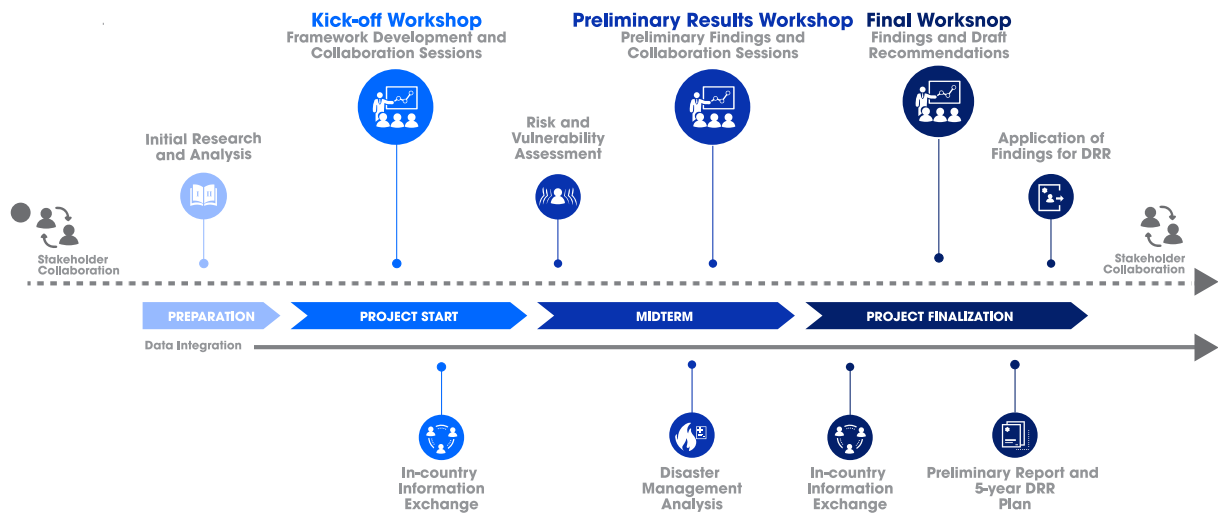 Kick-off Workshop
Framework Development and
Collaboration Sessions
Preliminary Results Workshop
Preliminary Findings and
Collaboration Sessions
Final Worksnop
Findings and Draft
Recommendations
Initial Research
and Analysis
Risk and
Vulnerability
Assessment
Application of
Findings for DRR
Stakeholder
Collaboration
Stakeholder
Collaboration
PREPARATION
PROJECT START
MIDTERM
PROJECT FINALIZATION
Data Integration
In-country
Information
Exchange
Disaster
Management
Analysis
In-country
Information
Exchange
Preliminary Report and
5-year DRR
Plan